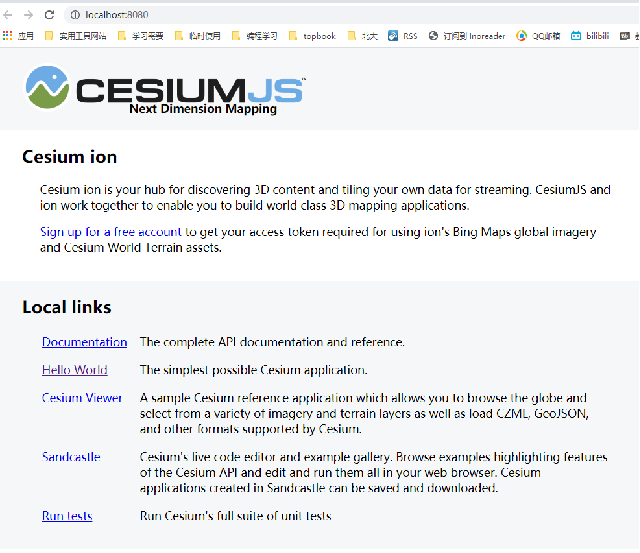 localhost:8080
应用 实用工具网站 学习需要 临时使用 编程学习 topbook 北大 RSS 订阅到 Inoreader QQ邮箱 bilibili
CESIUMJS™
Next Dimension Mapping
Cesium ion
Cesium ion is your hub for discovering 3D content and tiling your own data for streaming. CesiumJS and
ion work together to enable you to build world class 3D mapping applications.
Sign up for a free account to get your access token required for using ion's Bing Maps global imagery
and Cesium World Terrain assets.
Local links
Documentation The complete API documentation and reference.
Hello World The simplest possible Cesium application.
Cesium Viewer A sample Cesium reference application which allows you to browse the globe and
select from a variety of imagery and terrain layers as well as load CZML, GeoJSON,
and other formats supported by Cesium.
Sandcastle Cesium's live code editor and example gallery. Browse examples highlighting features
of the Cesium API and edit and run them all in your web browser. Cesium
applications created in Sandcastle can be saved and downloaded.
Run tests Run Cesium's full suite of unit tests